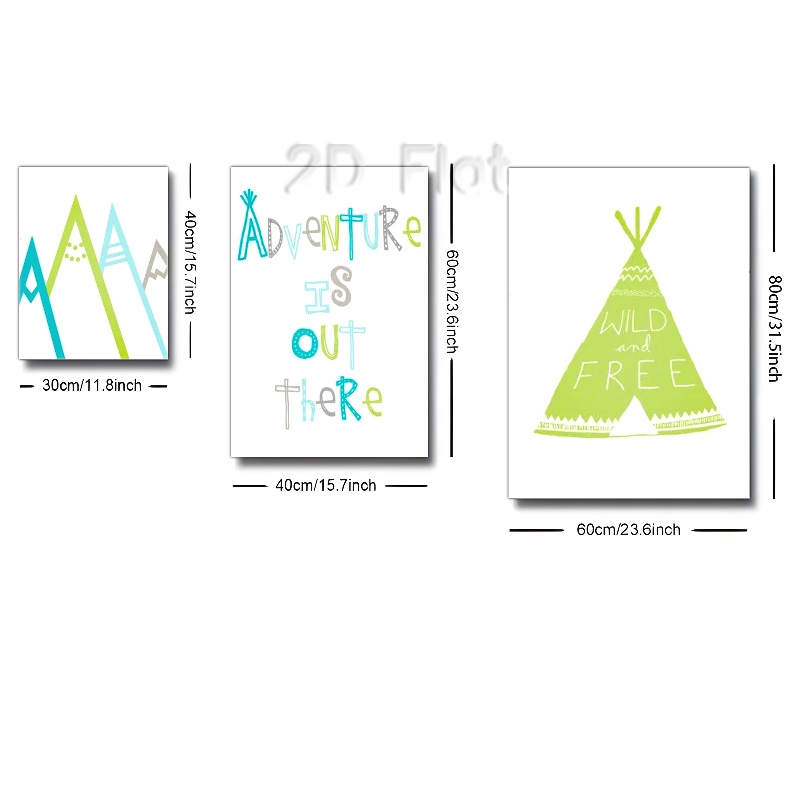 2D Flat
40cm/15.7inch
30cm/11.8inch
ADVENTURE
IS
OUT
THERE
60cm/23.6inch
40cm/15.7inch
WILD
and
FREE
80cm/31.5inch
60cm/23.6inch